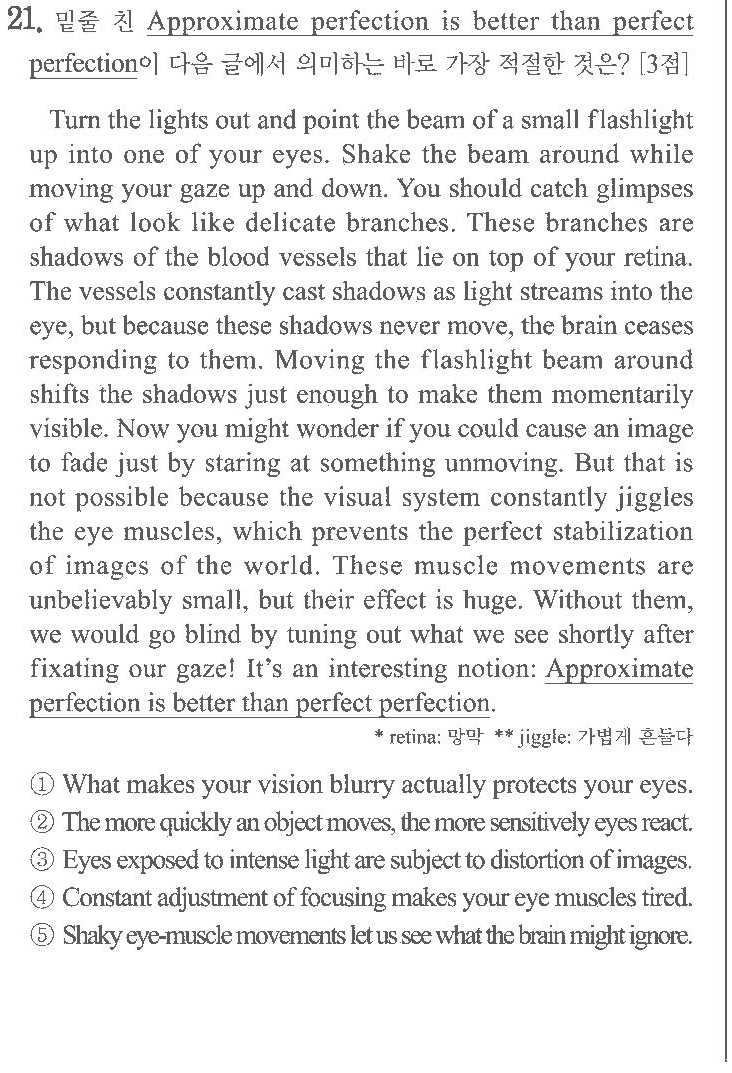 21. 밑줄 친 Approximate perfection is better than perfect
perfection이 다음 글에서 의미하는 바로 가장 적절한 것은? [3점]
Turn the lights out and point the beam of a small flashlight
up into one of your eyes. Shake the beam around while
moving your gaze up and down. You should catch glimpses
of what look like delicate branches. These branches are
shadows of the blood vessels that lie on top of your retina.
The vessels constantly cast shadows as light streams into the
eye, but because these shadows never move, the brain ceases
responding to them. Moving the flashlight beam around
shifts the shadows just enough to make them momentarily
visible. Now you might wonder if you could cause an image
to fade just by staring at something unmoving. But that is
not possible because the visual system constantly jiggles
the eye muscles, which prevents the perfect stabilization
of images of the world. These muscle movements are
unbelievably small, but their effect is huge. Without them,
we would go blind by tuning out what we see shortly after
fixating our gaze! It's an interesting notion: Approximate
perfection is better than perfect perfection.
* retina: 망막 ** jiggle: 가볍게 흔들다
① What makes your vision blurry actually protects your eyes.
② The more quickly an object moves, the more sensitively eyes react.
③ Eyes exposed to intense light are subject to distortion of images.
④ Constant adjustment of focusing makes your eye muscles tired.
⑤ Shaky eye-muscle movements let us see what the brain might ignore.